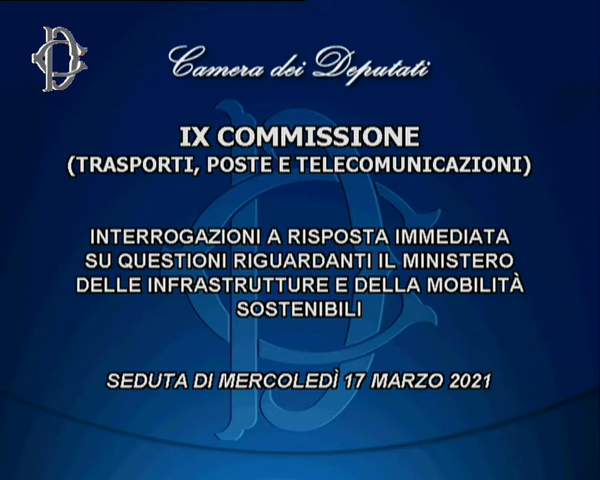 Camera dei Deputati
IX COMMISSIONE
(TRASPORTI, POSTE E TELECOMUNICAZIONI)
INTERROGAZIONI A RISPOSTA IMMEDIATA
SU QUESTIONI RIGUARDANTI IL MINISTERO
DELLE INFRASTRUTTURE E DELLA MOBILITÀ
SOSTENIBILI
SEDUTA DI MERCOLEDÌ 17 MARZO 2021